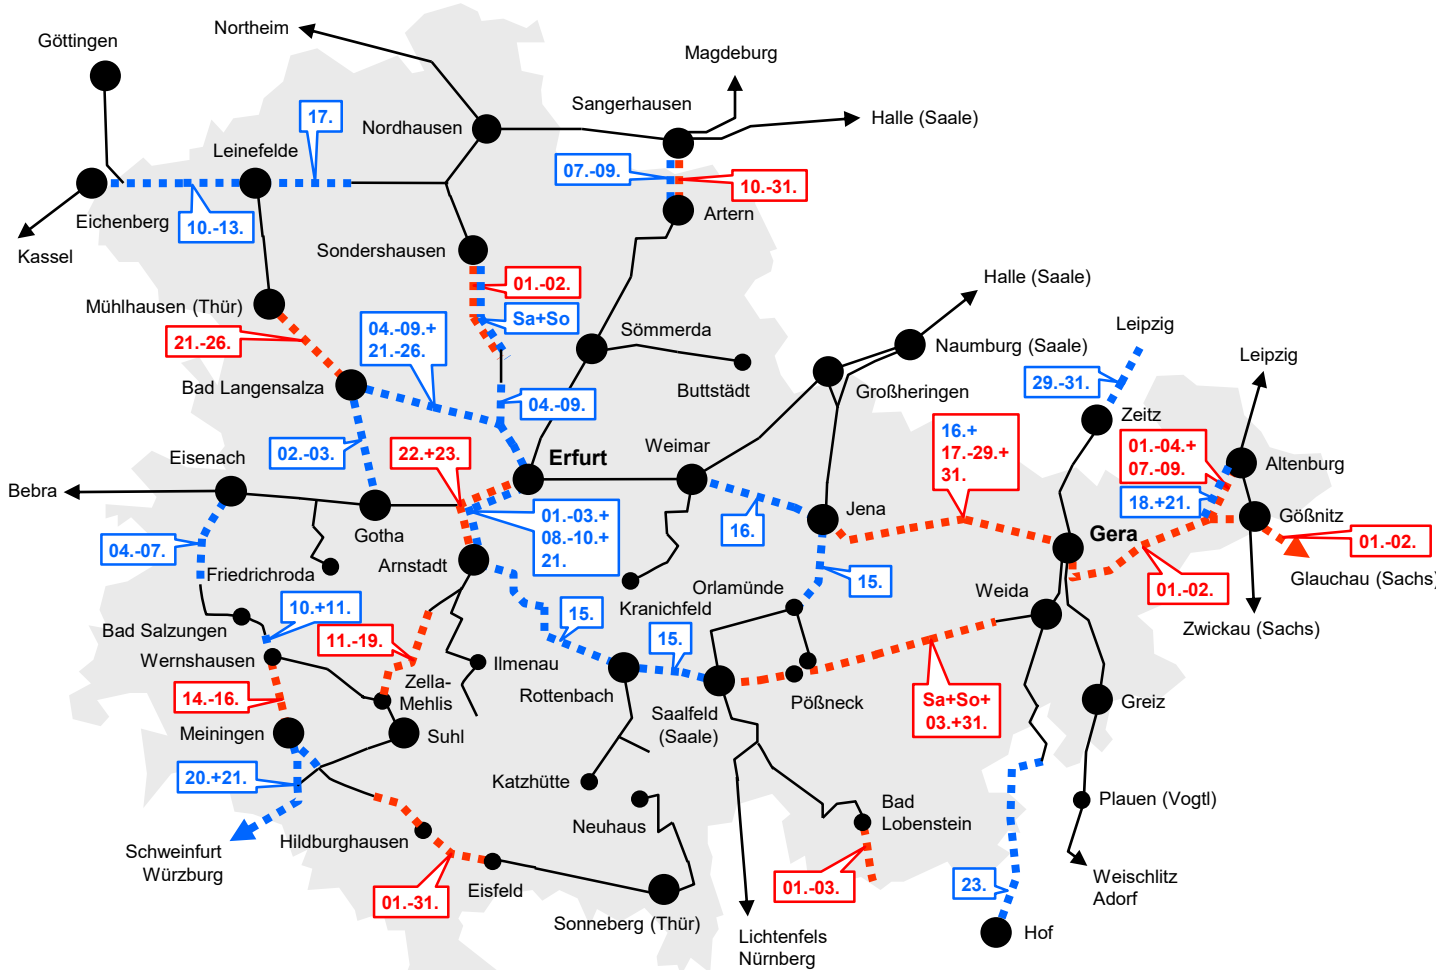 Northeim
Göttingen
Magdeburg
Sangerhausen
17.
Nordhausen
Halle (Saale)
Leinefelde
07.-09.
10.-31.
Eichenberg
10.-13.
Artern
Kassel
Sondershausen
01.-02.
Halle (Saale)
Mühlhausen (Thür)
Sa+So
04.-09.+
21.-26.
Sömmerda
Leipzig
21.-26.
Naumburg (Saale)
Leipzig
Bad Langensalza
Buttstädt
29.-31.
Großheringen
04.-09.
Zeitz
16.+
17.-29.+
31.
01.-04.+
07.-09.
02.-03.
22.+23.
Erfurt
Weimar
Eisenach
Altenburg
Bebra
18.+21.
01.-03.+
08.-10.+
21.
Jena
Gößnitz
16.
Gotha
Gera
01.-02.
04.-07.
Arnstadt
Friedrichroda
Glauchau (Sachs)
15.
01.-02.
Orlamünde
Weida
10.+11.
Kranichfeld
15.
Bad Salzungen
11.-19.
Zwickau (Sachs)
15.
Wernshausen
Ilmenau
Zella-
Mehlis
14.-16.
Rottenbach
Pößneck
Sa+So+
03.+31.
Greiz
Saalfeld
(Saale)
Meiningen
Suhl
20.+21.
Katzhütte
Plauen (Vogtl)
Bad
Lobenstein
Neuhaus
Hildburghausen
Schweinfurt
Würzburg
Eisfeld
01.-03.
23.
Weischlitz
Adorf
01.-31.
Sonneberg (Thür)
Hof
Lichtenfels
Nürnberg